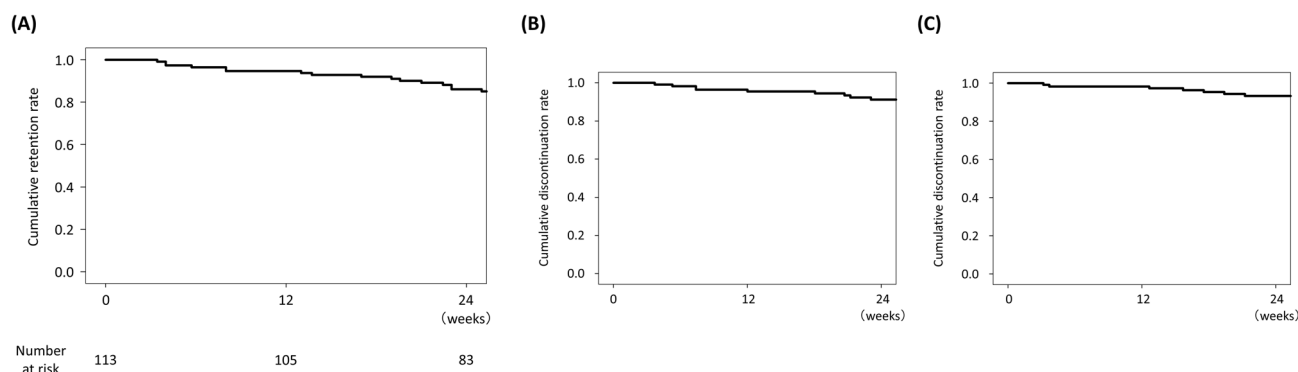 (A)
Cumulative retention rate
1.0
0.8
0.6
0.4
0.2
0.0
0 12 24
(weeks)
Number at risk 113 105 83
(B)
Cumulative discontinuation rate
1.0
0.8
0.6
0.4
0.2
0.0
0 12 24
(weeks)
(C)
Cumulative discontinuation rate
1.0
0.8
0.6
0.4
0.2
0.0
0 12 24
(weeks)